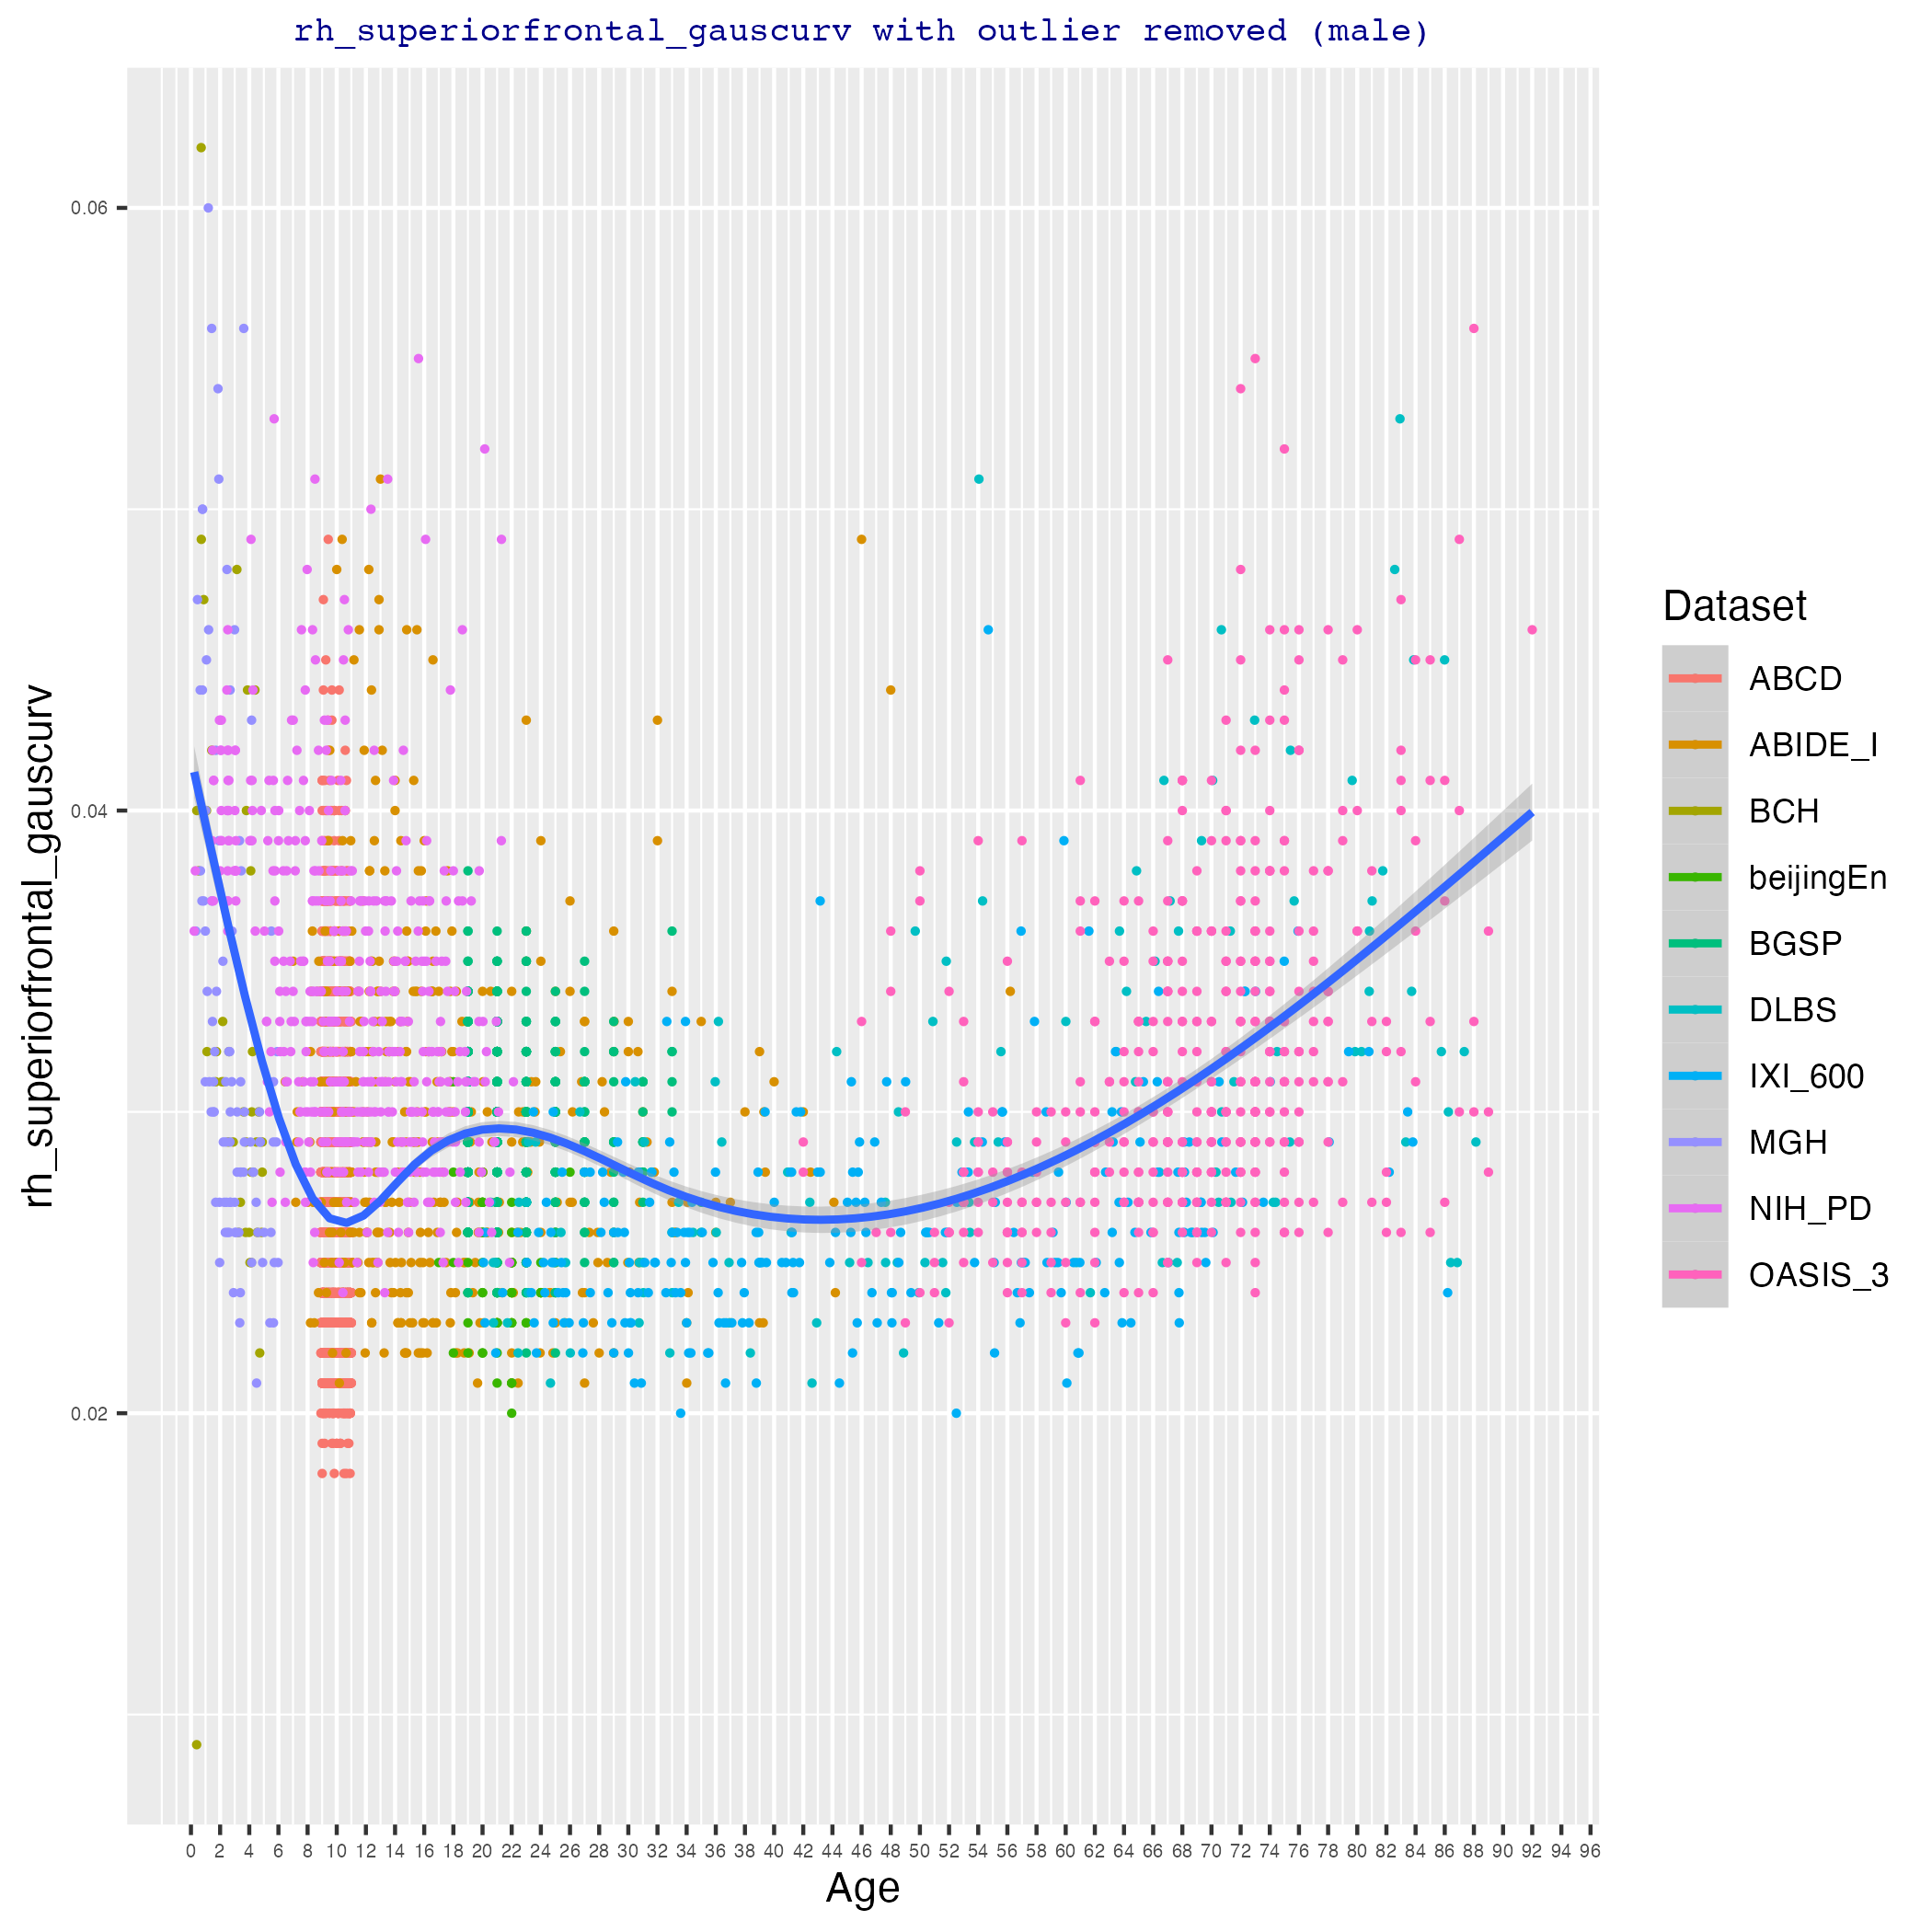 rh_superiorfrontal_gauscurv with outlier removed (male)
rh_superiorfrontal_gauscurv
0.06
0.04
0.02
0 2 4 6 8 10 12 14 16 18 20 22 24 26 28 30 32 34 36 38 40 42 44 46 48 50 52 54 56 58 60 62 64 66 68 70 72 74 76 78 80 82 84 86 88 90 92 94 96
Age
Dataset
ABCD
ABIDE_I
BCH
beijingEn
BGSP
DLBS
IXI_600
MGH
NIH_PD
OASIS_3